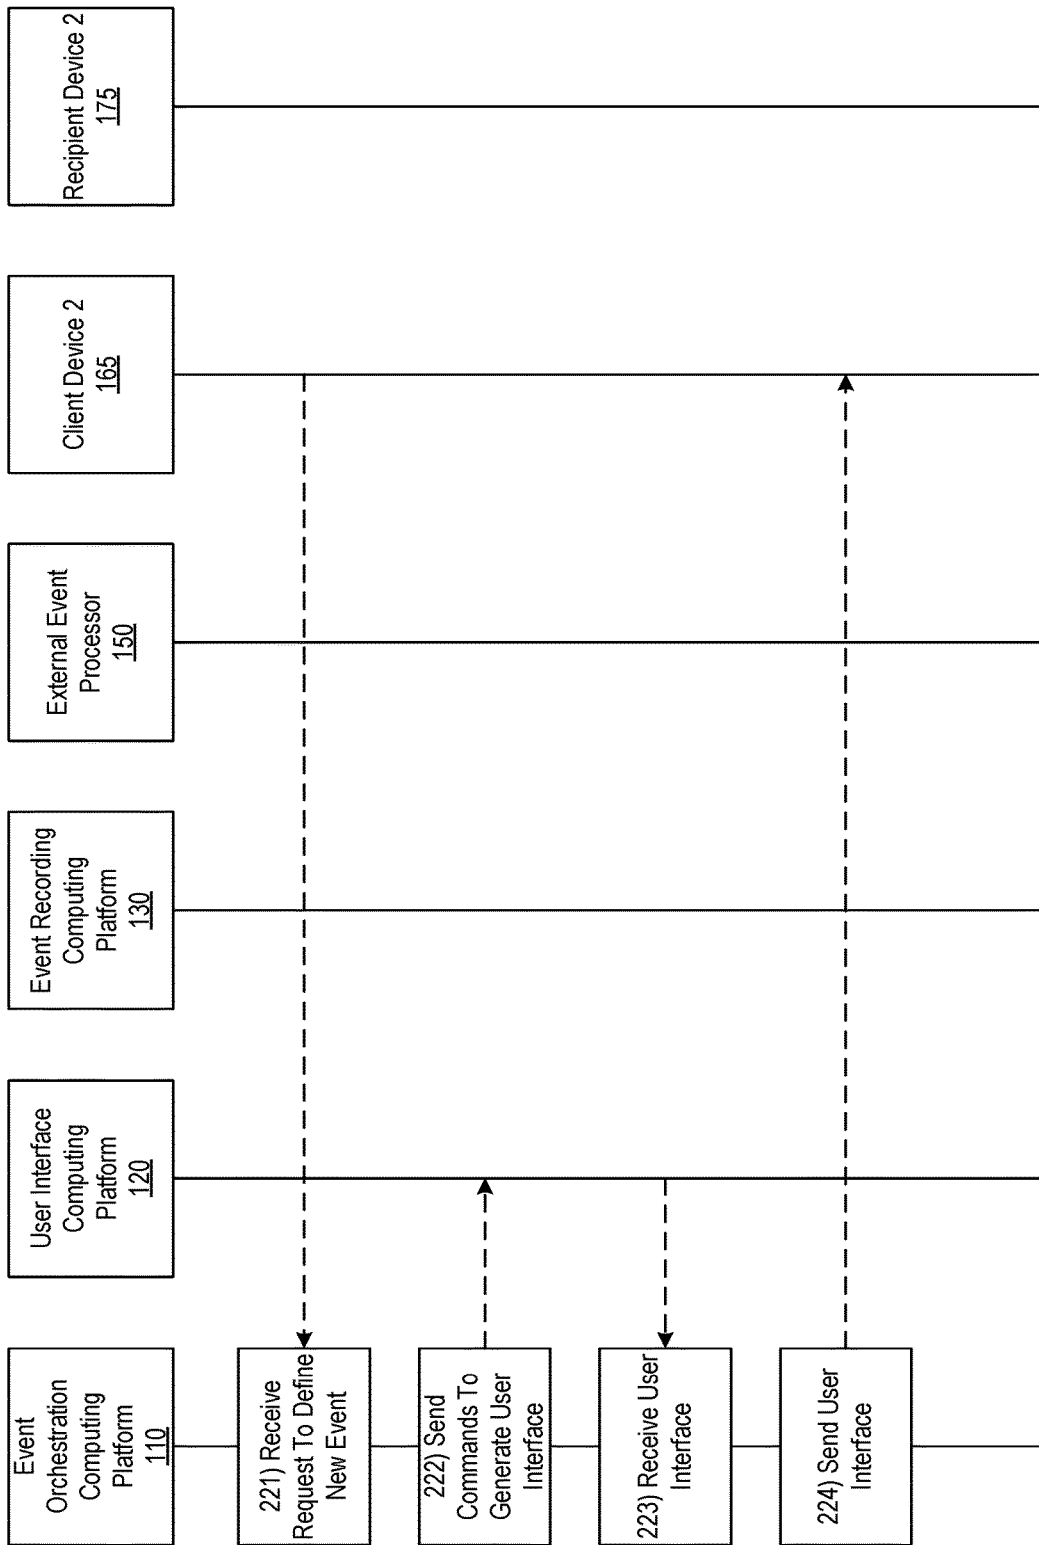 Event
Orchestration
Computing
Platform
110
User Interface
Computing
Platform
120
Event Recording
Computing
Platform
130
External Event
Processor
150
Client Device 2
165
Recipient Device 2
175
221) Receive
Request To Define
New Event
222) Send
Commands To
Generate User
Interface
223) Receive User
Interface
224) Send User
Interface